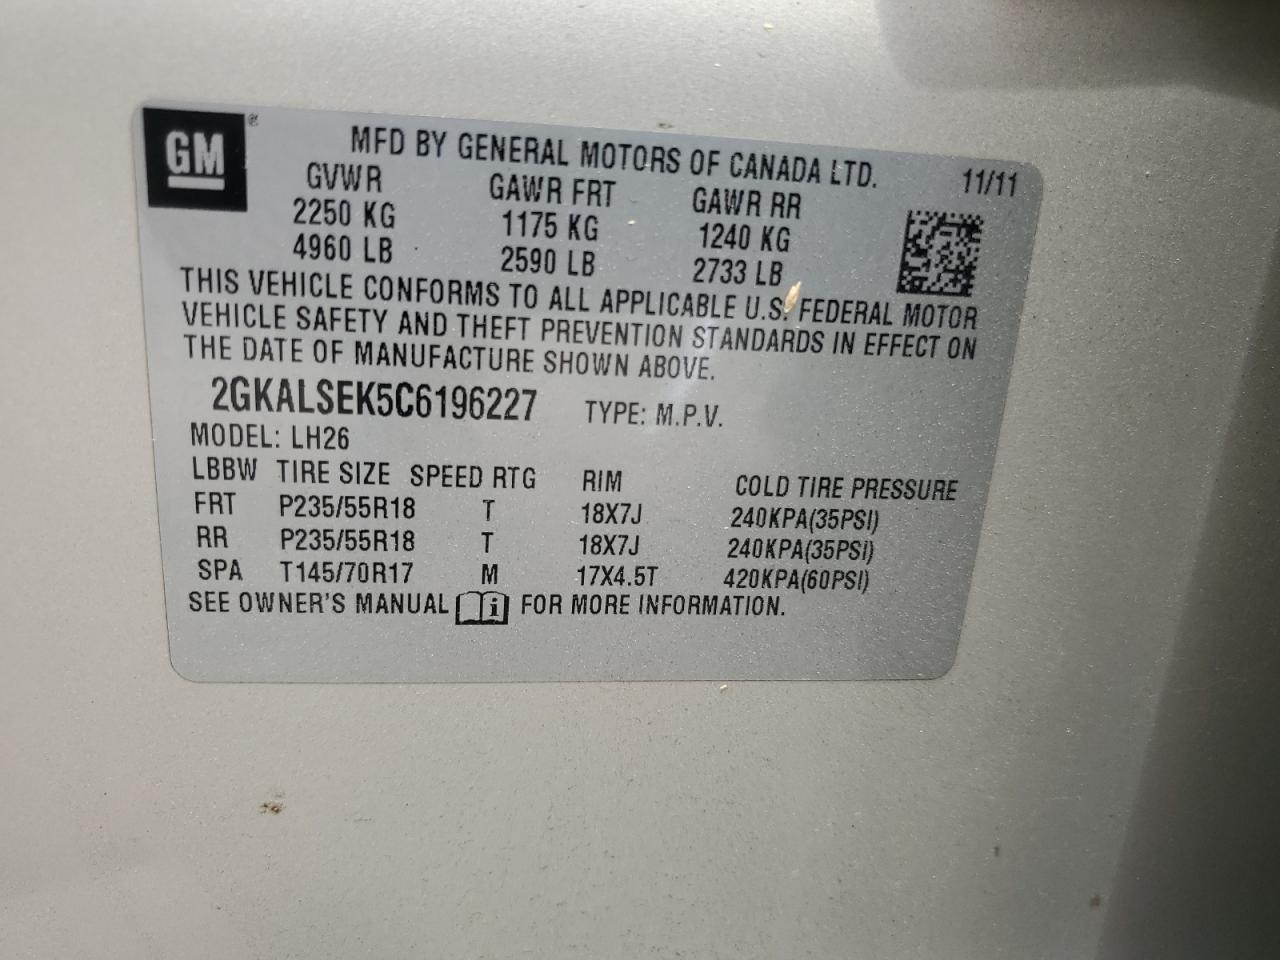 GM®
MFD BY GENERAL MOTORS OF CANADA LTD. 11/11
GVWR GAWR FRT GAWR RR
2250 KG 1175 KG 1240 KG
4960 LB 2590 LB 2733 LB
THIS VEHICLE CONFORMS TO ALL APPLICABLE U.S. FEDERAL MOTOR
VEHICLE SAFETY AND THEFT PREVENTION STANDARDS IN EFFECT ON
THE DATE OF MANUFACTURE SHOWN ABOVE.
2GKALSEK5C6196227 TYPE: M.P.V.
MODEL: LH26
LBBW TIRE SIZE SPEED RTG RIM COLD TIRE PRESSURE
FRT P235/55R18 T 18X7J 240KPA(35PSI)
RR P235/55R18 T 18X7J 240KPA(35PSI)
SPA T145/70R17 M 17X4.5T 420KPA(60PSI)
SEE OWNER'S MANUAL i FOR MORE INFORMATION.